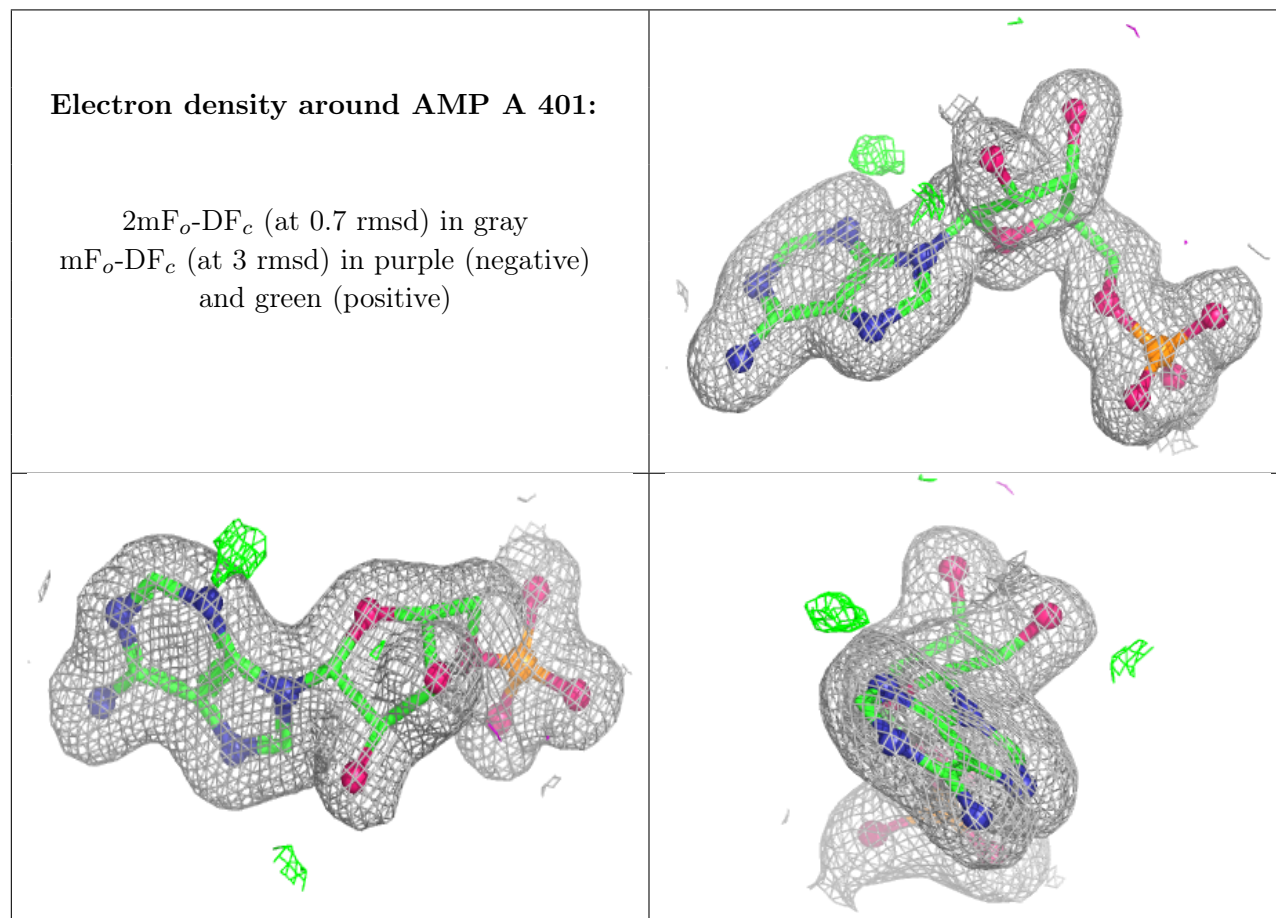 Electron density around AMP A 401:
2mFo-DFc (at 0.7 rmsd) in gray
mFo-DFc (at 3 rmsd) in purple (negative)
and green (positive)